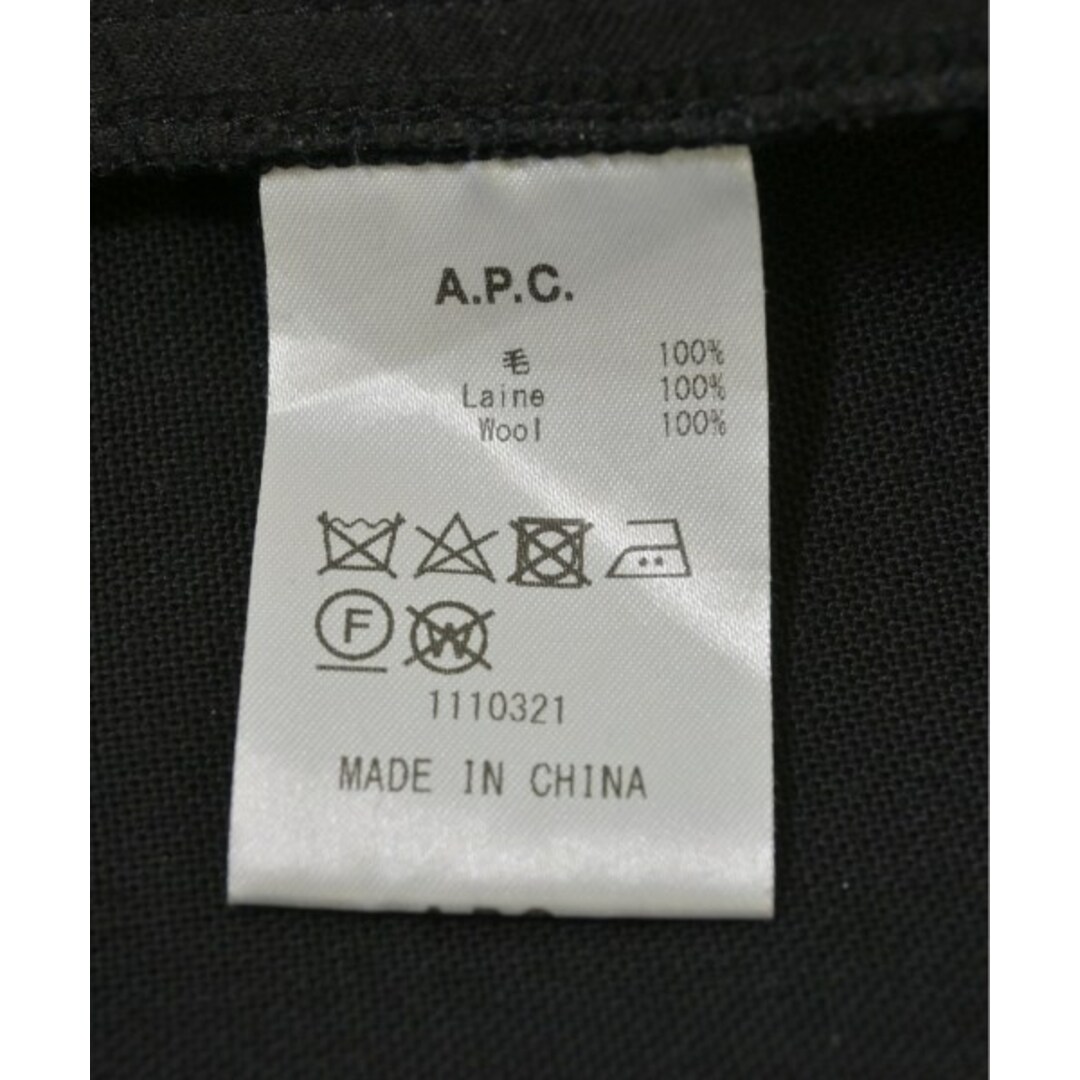 A.P.C.
毛 100%
Laine 100%
Wool 100%
F W
1110321
MADE IN CHINA